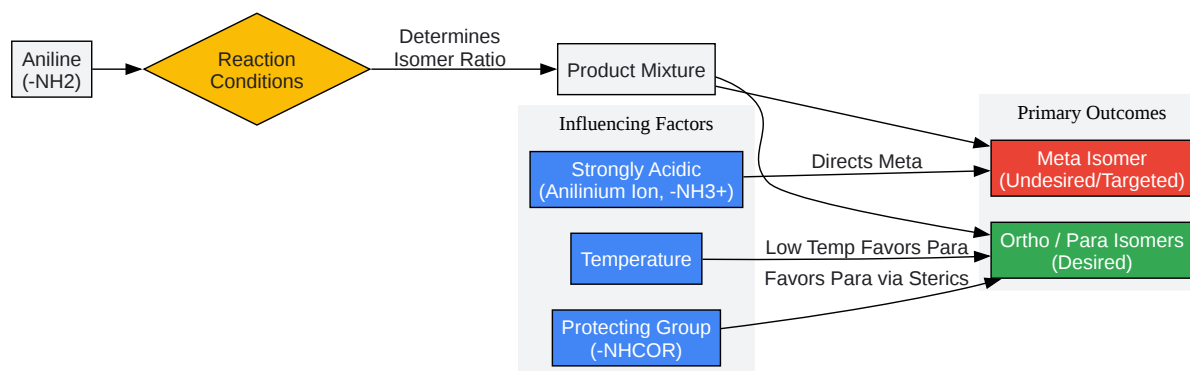 Aniline
(-NH2)
Reaction
Conditions
Determines
Isomer Ratio
Product Mixture
Influencing Factors
Strongly Acidic
(Anilinium Ion, -NH3+)
Temperature
Protecting Group
(-NHCOR)
Directs Meta
Low Temp Favors Para
Favors Para via Sterics
Primary Outcomes
Meta Isomer
(Undesired/Targeted)
Ortho / Para Isomers
(Desired)